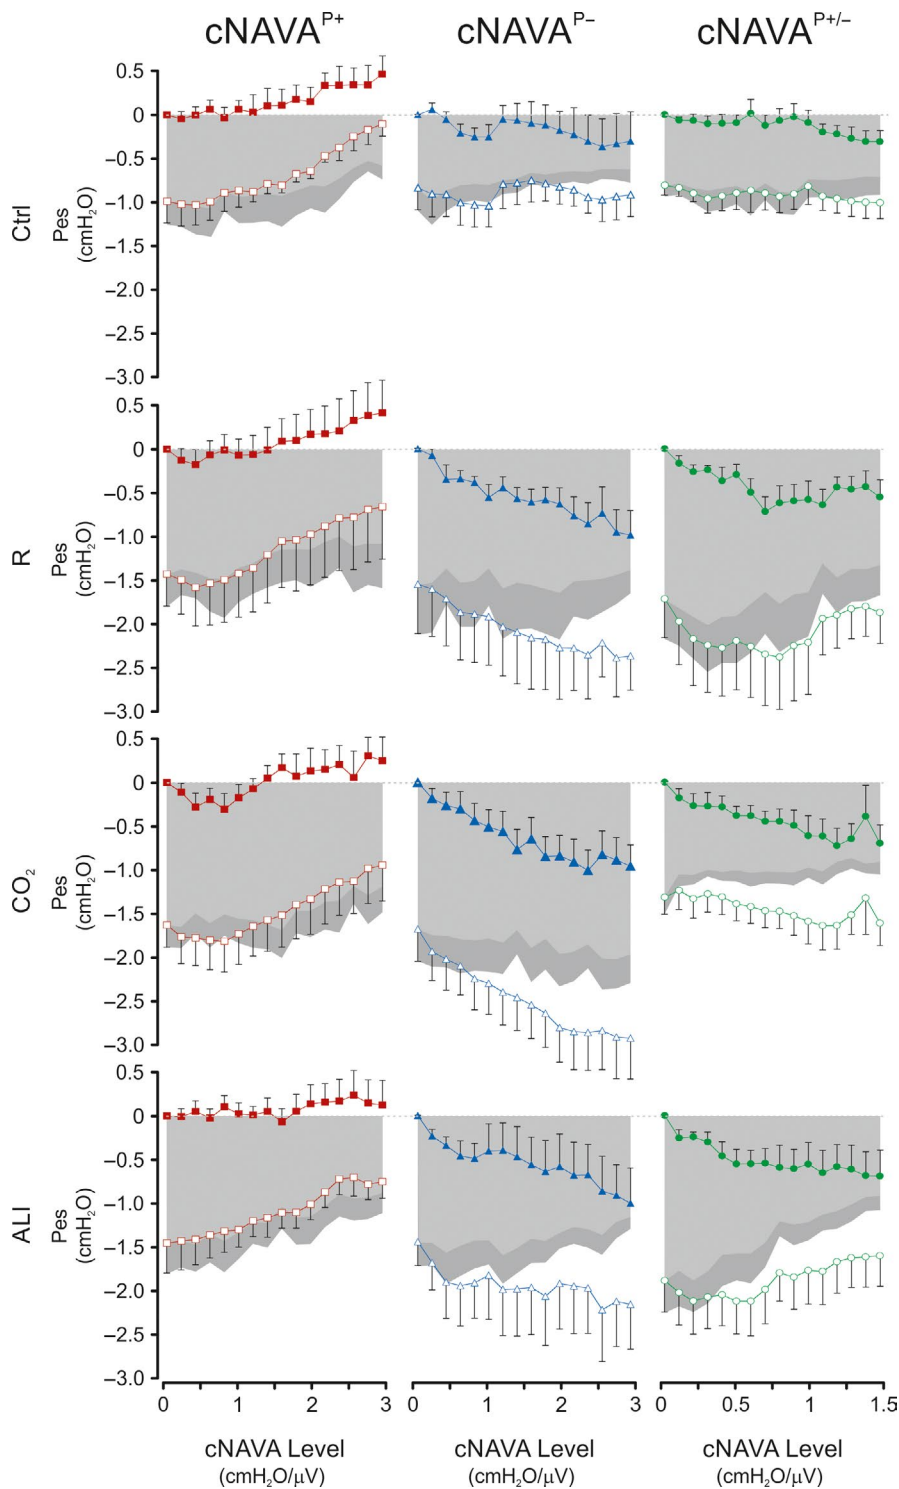 cNAVA^P+ cNAVA^P– cNAVA^P+/–
Ctrl
Pes
(cmH₂O)
0.5
0
–0.5
–1.0
–1.5
–2.0
–2.5
–3.0
R
Pes
(cmH₂O)
0.5
0
–0.5
–1.0
–1.5
–2.0
–2.5
–3.0
CO₂
Pes
(cmH₂O)
0.5
0
–0.5
–1.0
–1.5
–2.0
–2.5
–3.0
ALI
Pes
(cmH₂O)
0.5
0
–0.5
–1.0
–1.5
–2.0
–2.5
–3.0
0 1 2 3 0 1 2 3 0 0.5 1 1.5
cNAVA Level cNAVA Level cNAVA Level
(cmH₂O/μV) (cmH₂O/μV) (cmH₂O/μV)